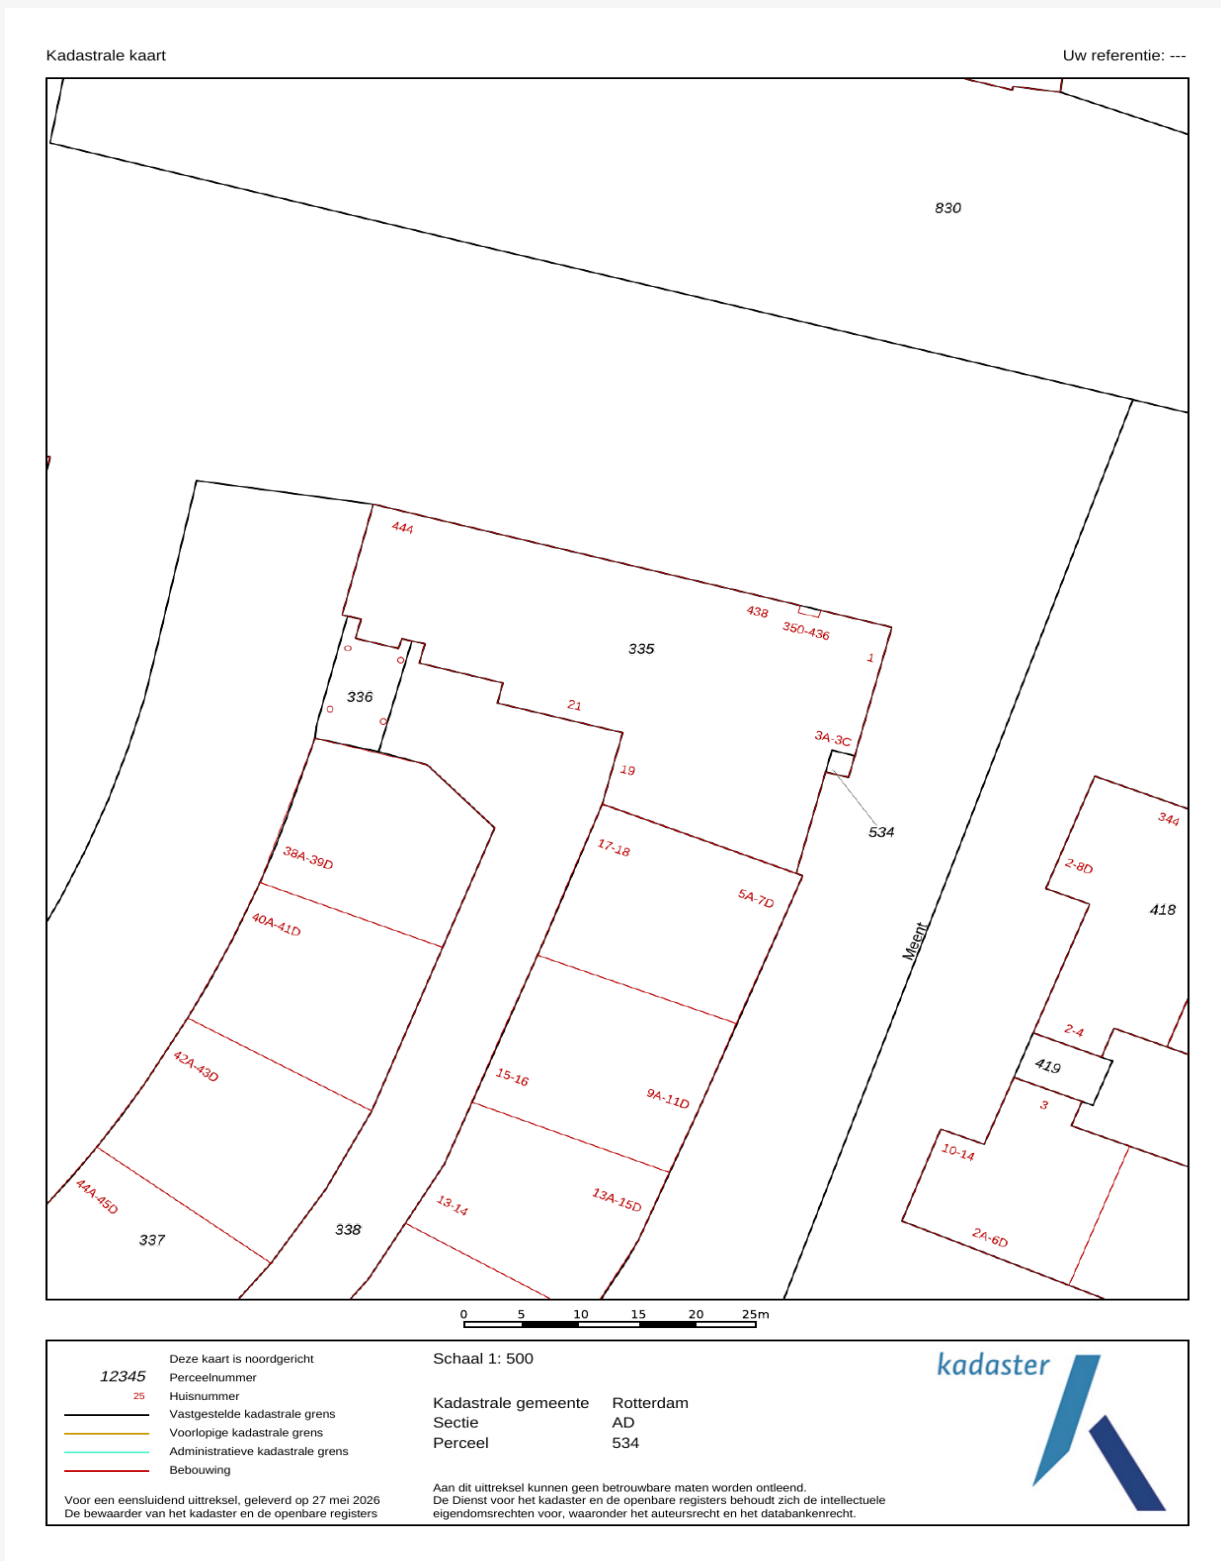 Kadastrale kaart
Uw referentie: ---
830
444
438
350-436
1
335
336
21
3A-3C
19
534
344
17-18
2-8D
38A-39D
5A-7D
418
40A-41D
Meent
2-4
42A-43D
419
15-16
9A-11D
3
10-14
44A-45D
13-14
13A-15D
337
338
2A-6D
0 5 10 15 20 25m
Deze kaart is noordgericht
12345 Perceelnummer
25 Huisnummer
Vastgestelde kadastrale grens
Voorlopige kadastrale grens
Administratieve kadastrale grens
Bebouwing
Voor een eensluidend uittreksel, geleverd op 27 mei 2026
De bewaarder van het kadaster en de openbare registers
Schaal 1: 500
Kadastrale gemeente Rotterdam
Sectie AD
Perceel 534
Aan dit uittreksel kunnen geen betrouwbare maten worden ontleend.
De Dienst voor het kadaster en de openbare registers behoudt zich de intellectuele
eigendomsrechten voor, waaronder het auteursrecht en het databankenrecht.
kadaster